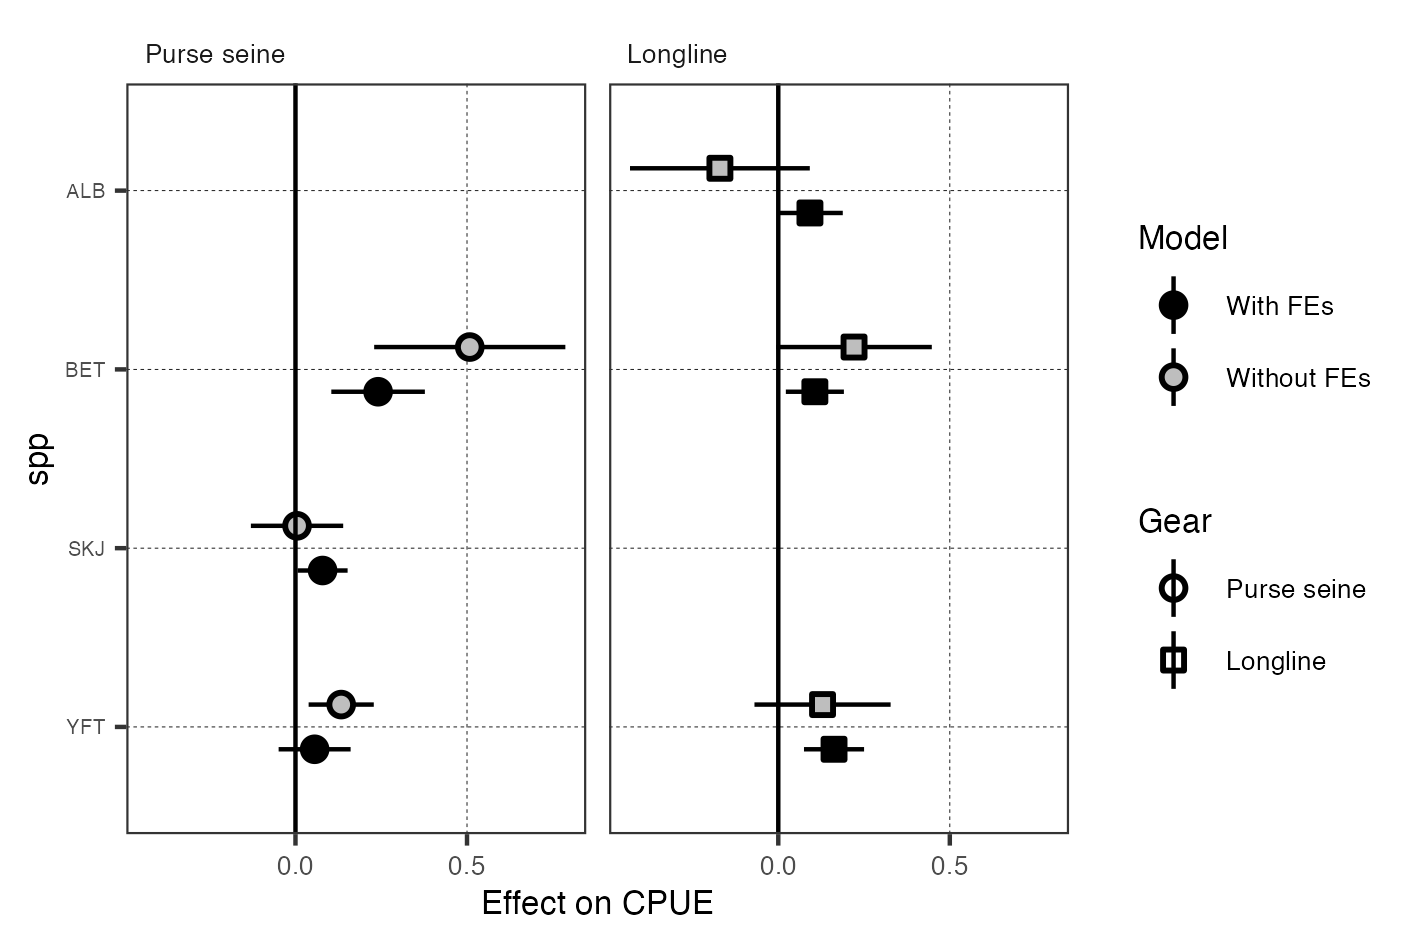 Purse seine
Longline
ALB
BET
SKJ
YFT
spp
0.0
0.5
0.0
0.5
Effect on CPUE
Model
With FEs
Without FEs
Gear
Purse seine
Longline